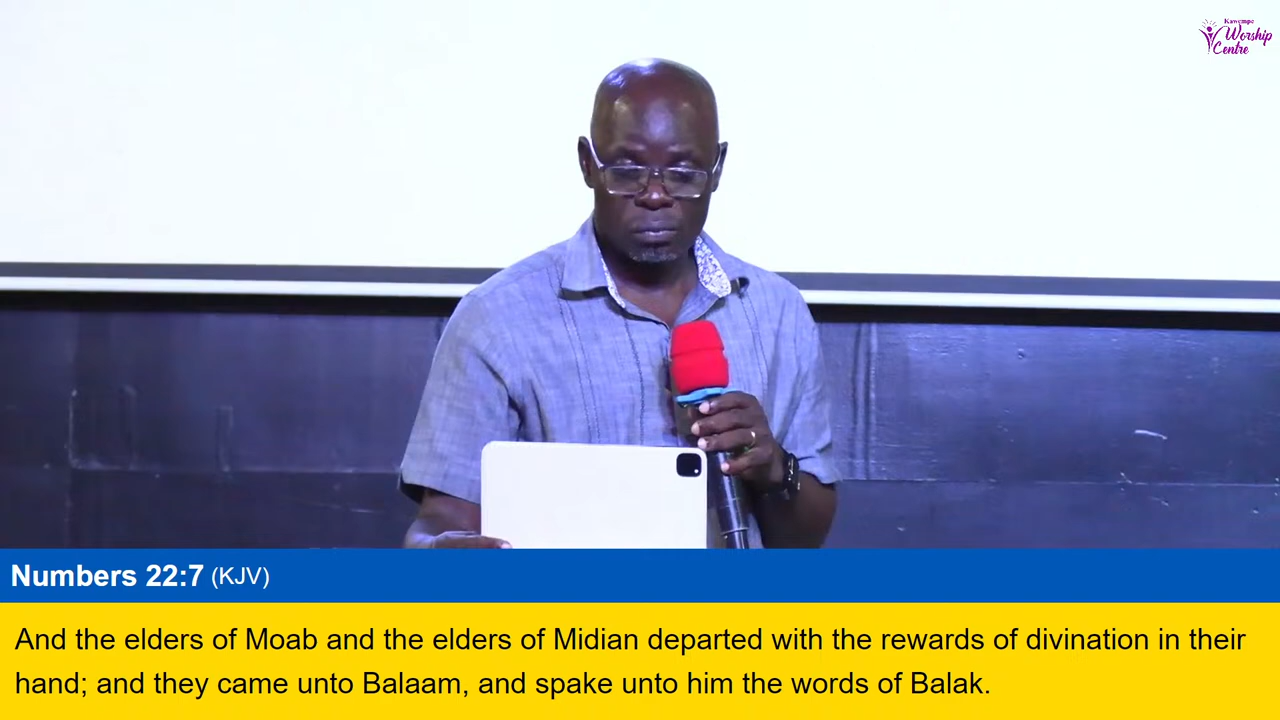 Kawempe
Worship
Centre
Numbers 22:7 (KJV)
And the elders of Moab and the elders of Midian departed with the rewards of divination in their
hand; and they came unto Balaam, and spake unto him the words of Balak.